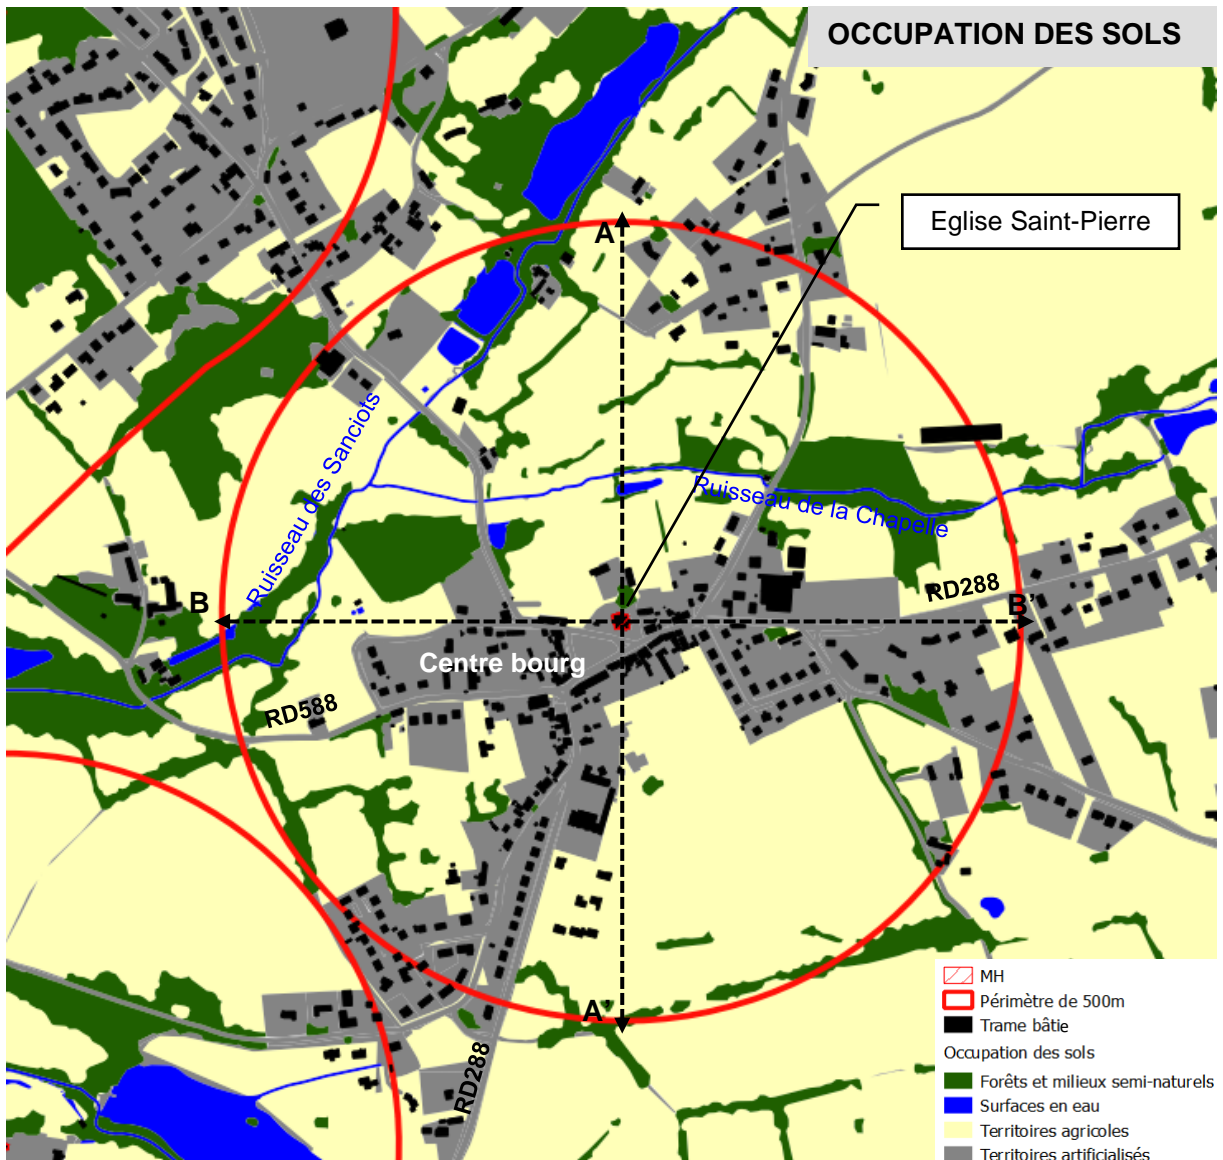 OCCUPATION DES SOLS
Eglise Saint-Pierre
A
Ruisseau des Sanciots
Ruisseau de la Chapelle
RD288
B
B’
Centre bourg
RD588
A’
RD288
MH
Périmètre de 500m
Trame bâtie
Occupation des sols
Forêts et milieux semi-naturels
Surfaces en eau
Territoires agricoles
Territoires artificialisés